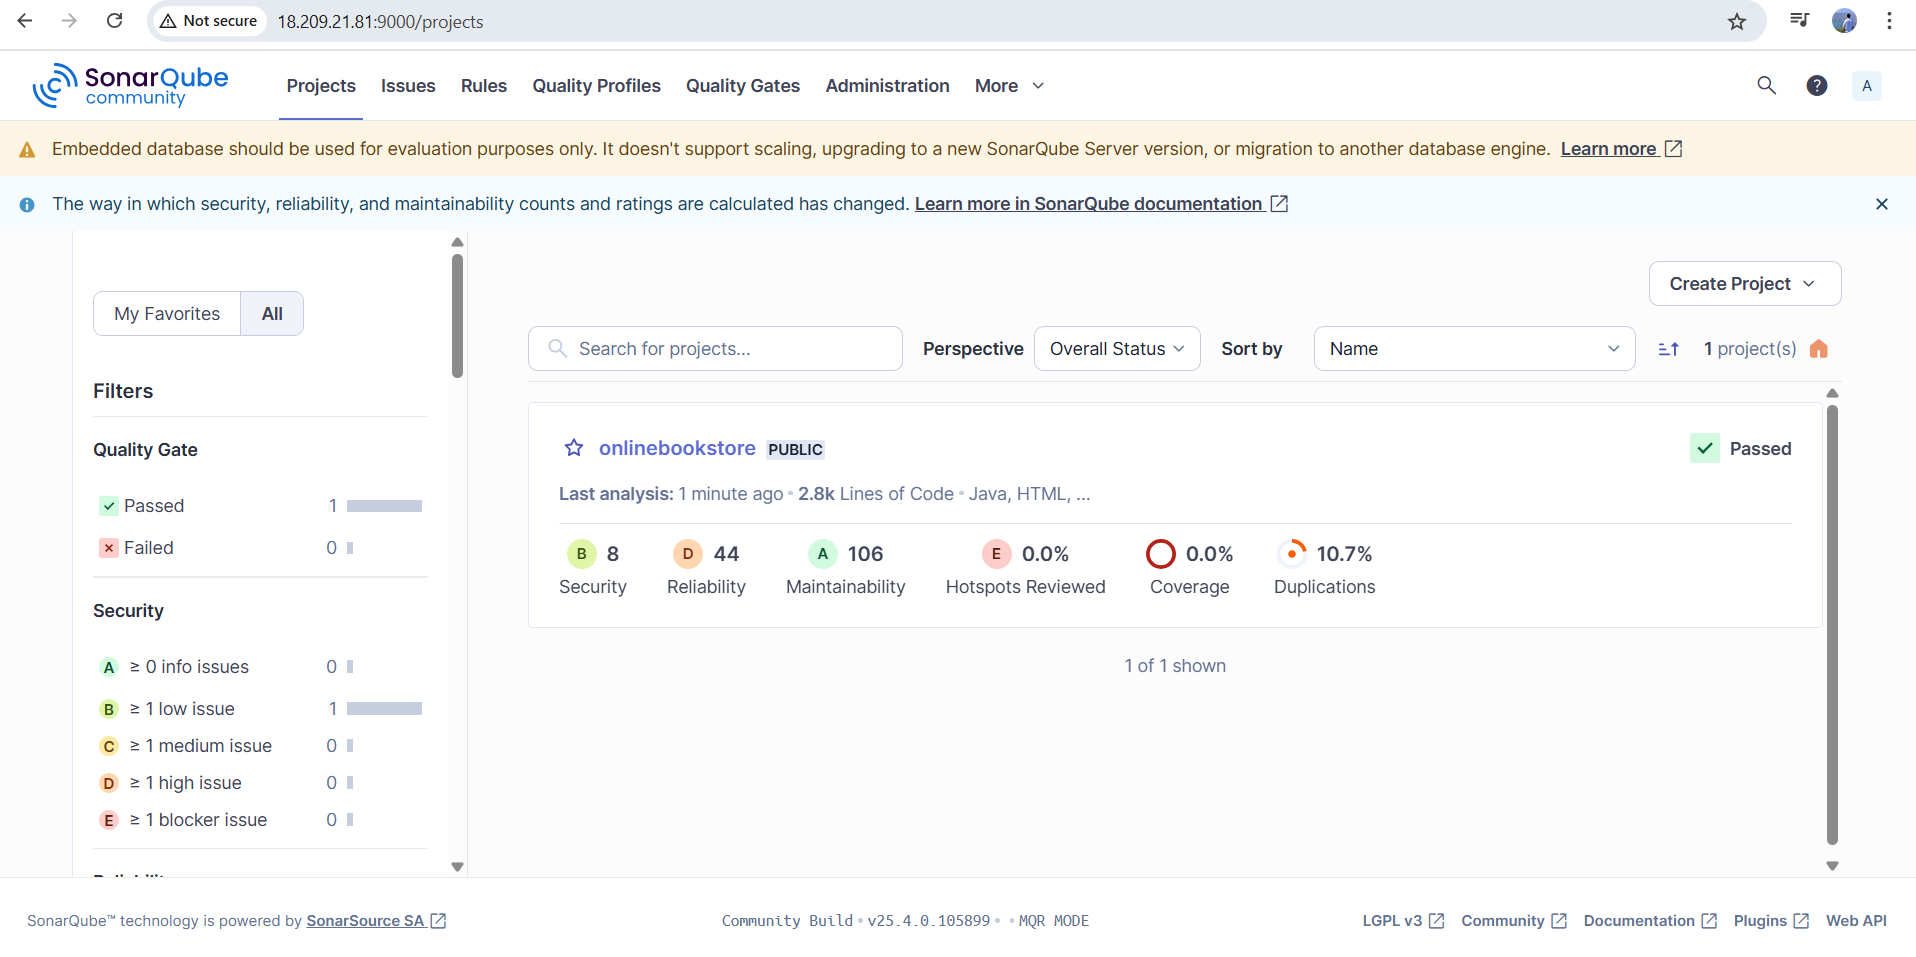 Not secure 18.209.21.81:9000/projects
SonarQube community
Projects Issues Rules Quality Profiles Quality Gates Administration More ? A
Embedded database should be used for evaluation purposes only. It doesn't support scaling, upgrading to a new SonarQube Server version, or migration to another database engine. Learn more
The way in which security, reliability, and maintainability counts and ratings are calculated has changed. Learn more in SonarQube documentation
My Favorites All
Filters
Quality Gate
Passed 1
Failed 0
Security
A ≥ 0 info issues 0
B ≥ 1 low issue 1
C ≥ 1 medium issue 0
D ≥ 1 high issue 0
E ≥ 1 blocker issue 0
Create Project
Search for projects... Perspective Overall Status Sort by Name 1 project(s)
onlinebookstore PUBLIC Passed
Last analysis: 1 minute ago • 2.8k Lines of Code • Java, HTML, ...
B 8 D 44 A 106 E 0.0% 0.0% 10.7%
Security Reliability Maintainability Hotspots Reviewed Coverage Duplications
1 of 1 shown
SonarQube™ technology is powered by SonarSource SA Community Build • v25.4.0.105899 • • MQR MODE LGPL v3 Community Documentation Plugins Web API